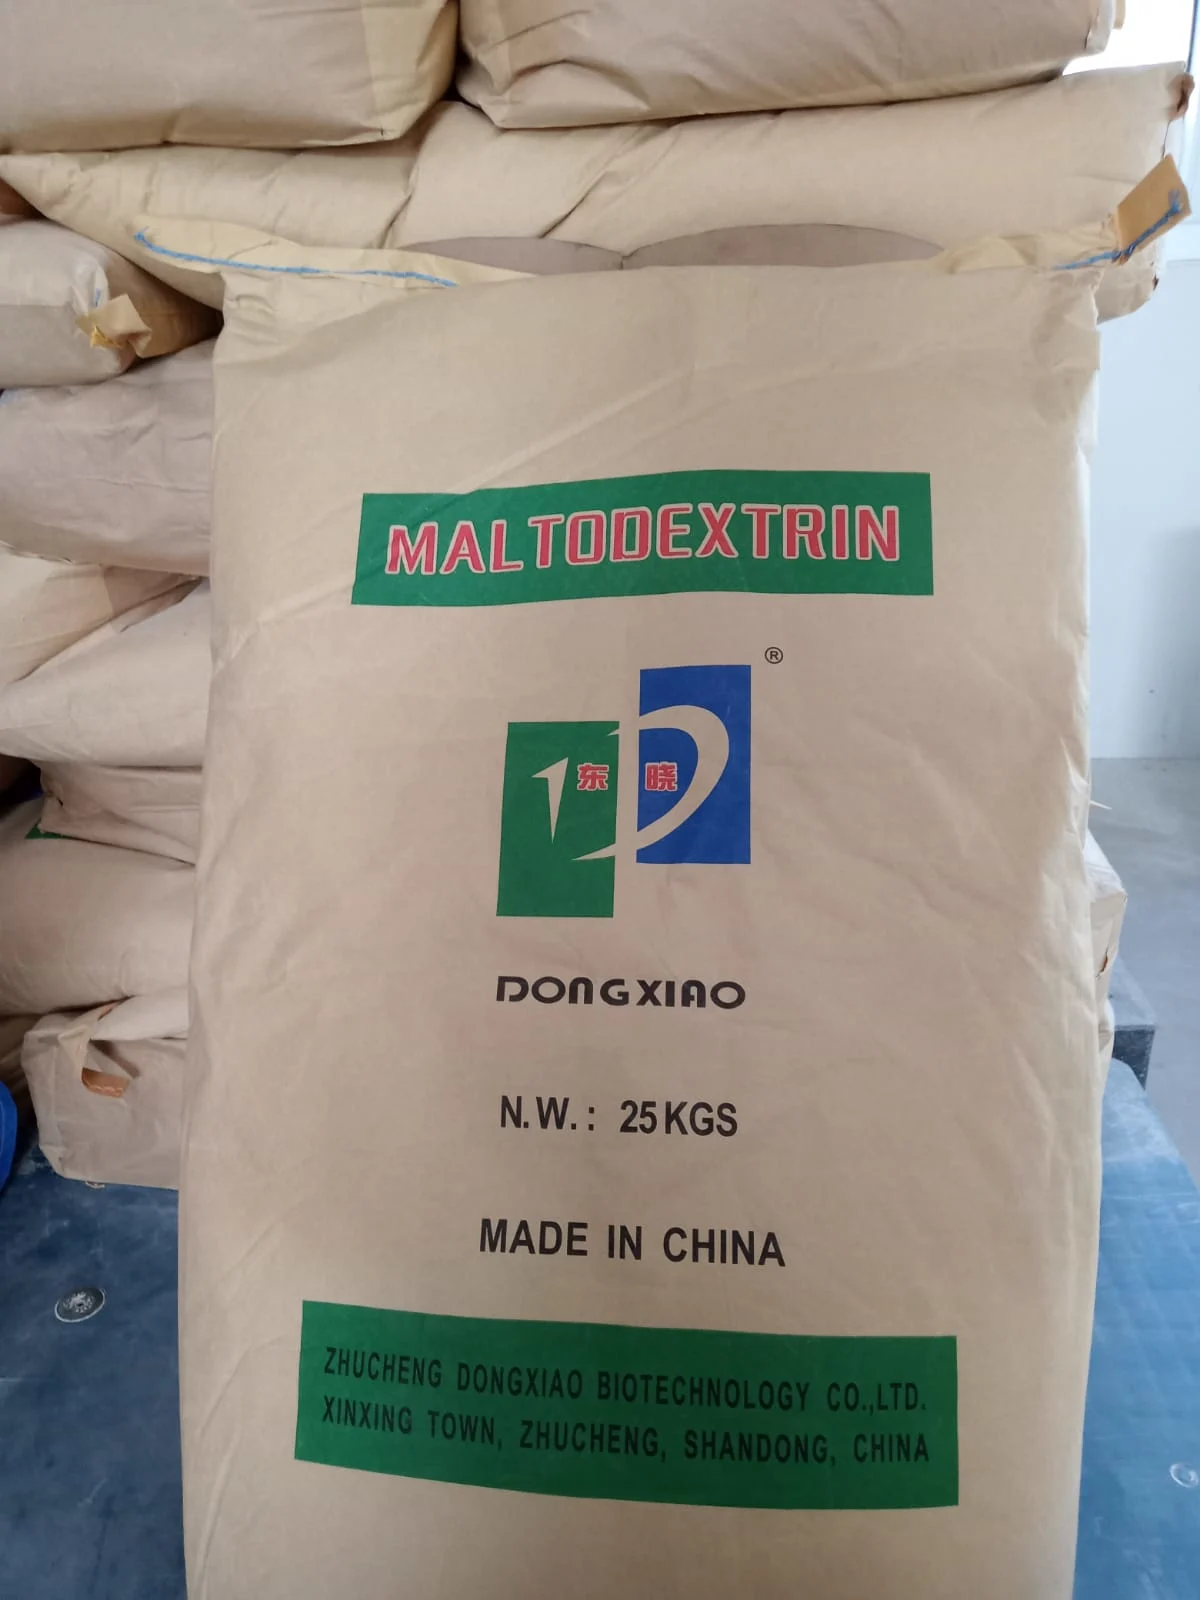 MALTODEXTRIN
®
东 晓
DONGXIAO
N.W.: 25KGS
MADE IN CHINA
ZHUCHENG DONGXIAO BIOTECHNOLOGY CO.,LTD.
XINXING TOWN, ZHUCHENG, SHANDONG, CHINA